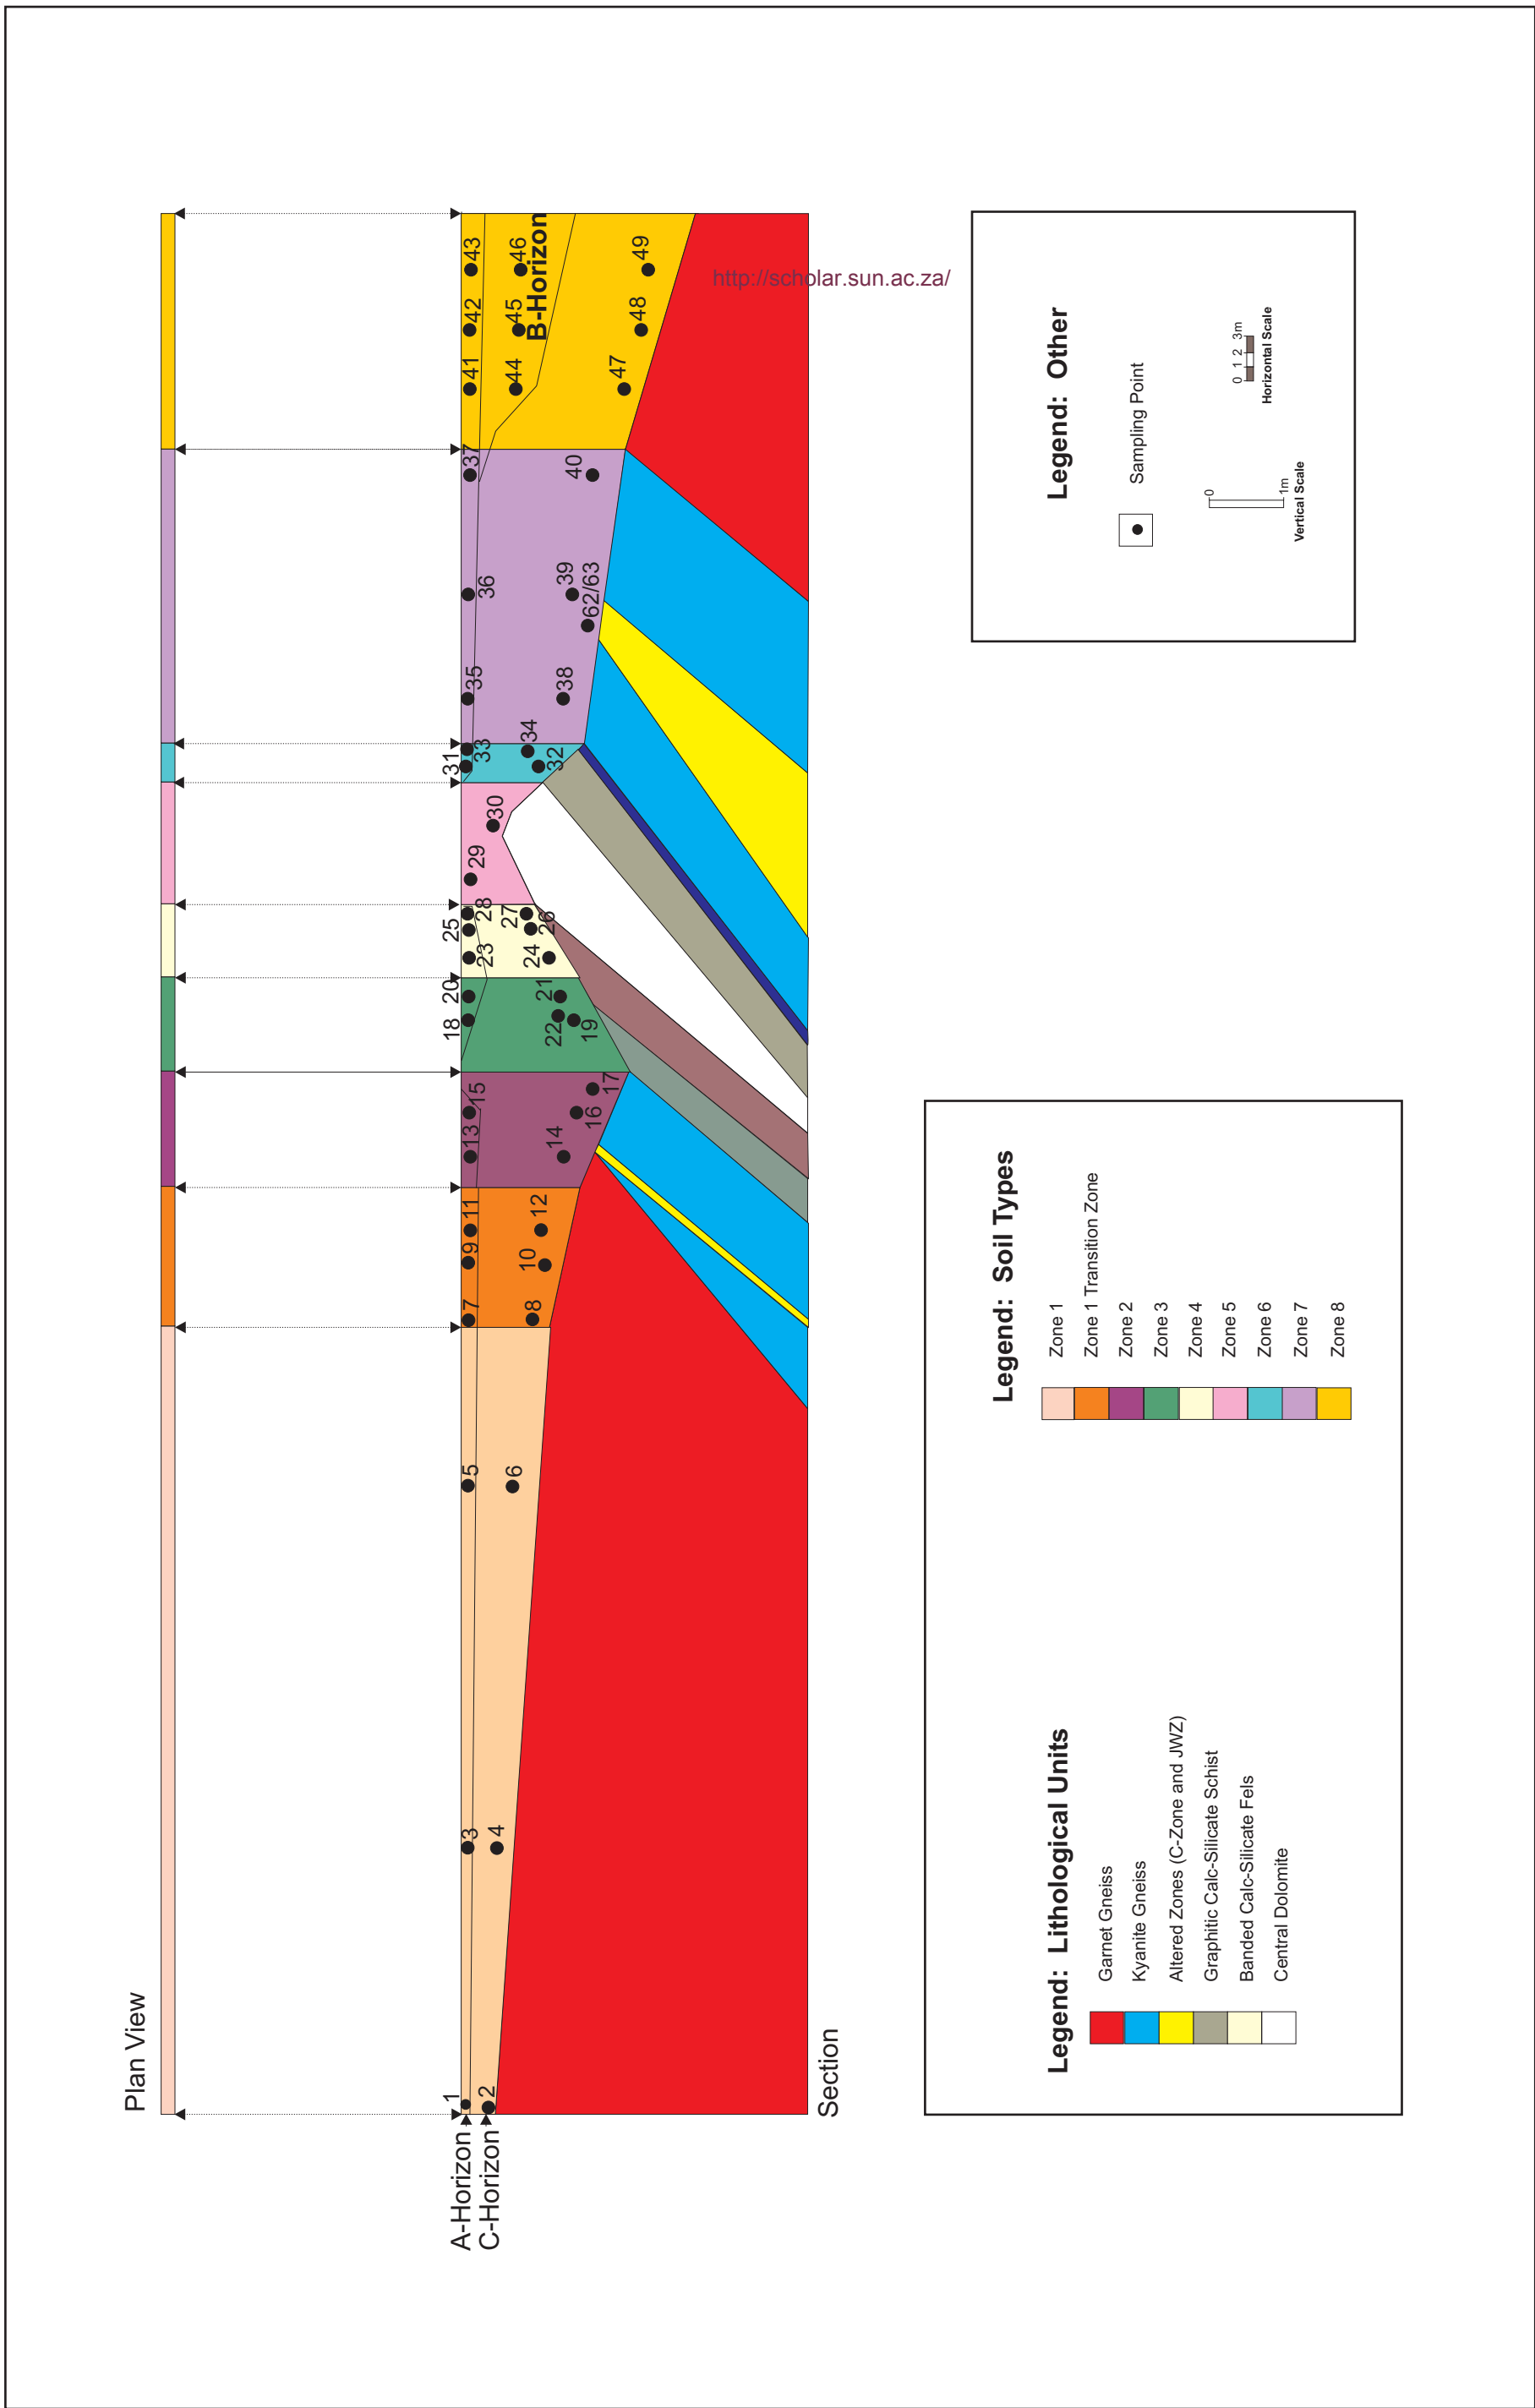 Plan View
A-Horizon
C-Horizon
1
2
3
4
5
6
7
8
9
10
11
12
13
14
15
16
17
18
19
20
21
22
23
24
25
26
27
28
29
30
31
32
33
34
35
36
37
38
39
62/63
40
41
42
43
44
45
46
B-Horizon
47
48
49
Section
http://scholar.sun.ac.za/
Legend: Lithological Units
Garnet Gneiss
Kyanite Gneiss
Altered Zones (C-Zone and JWZ)
Graphitic Calc-Silicate Schist
Banded Calc-Silicate Fels
Central Dolomite
Legend: Soil Types
Zone 1
Zone 1 Transition Zone
Zone 2
Zone 3
Zone 4
Zone 5
Zone 6
Zone 7
Zone 8
Legend: Other
Sampling Point
0
1m
Vertical Scale
0 1 2 3m
Horizontal Scale